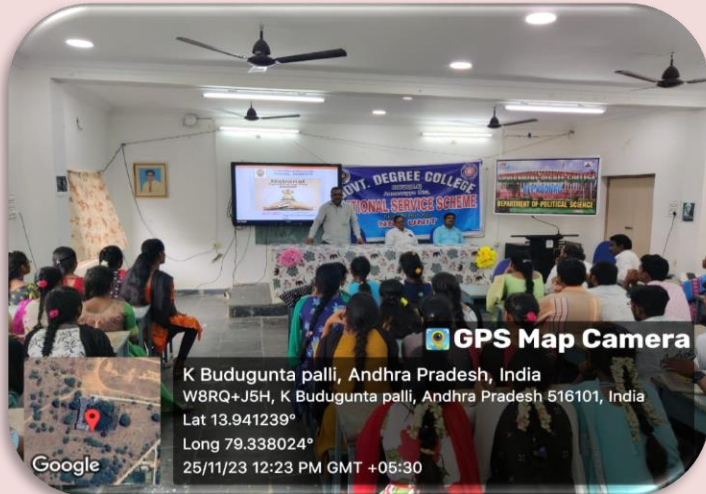 GOVT. DEGREE COLLEGE
NATIONAL SERVICE SCHEME
UNIT
DEPARTMENT OF POLITICAL SCIENCE
GPS Map Camera
K Budugunta palli, Andhra Pradesh, India
W8RQ+J5H, K Budugunta palli, Andhra Pradesh 516101, India
Lat 13.941239°
Long 79.338024°
25/11/23 12:23 PM GMT +05:30
Google